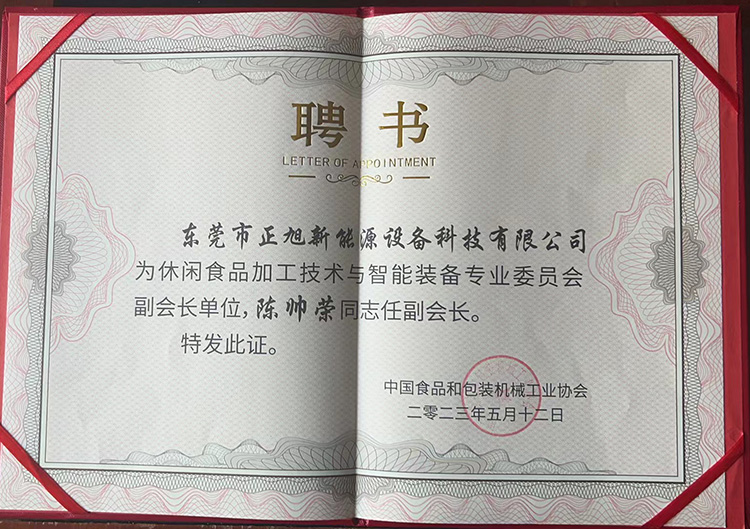 聘书
LETTER OF APPOINTMENT
东莞市正旭新能源设备科技有限公司
为休闲食品加工技术与智能装备专业委员会
副会长单位，陈帅荣同志任副会长。
特发此证。
中国食品和包装机械工业协会
二零二三年五月十二日